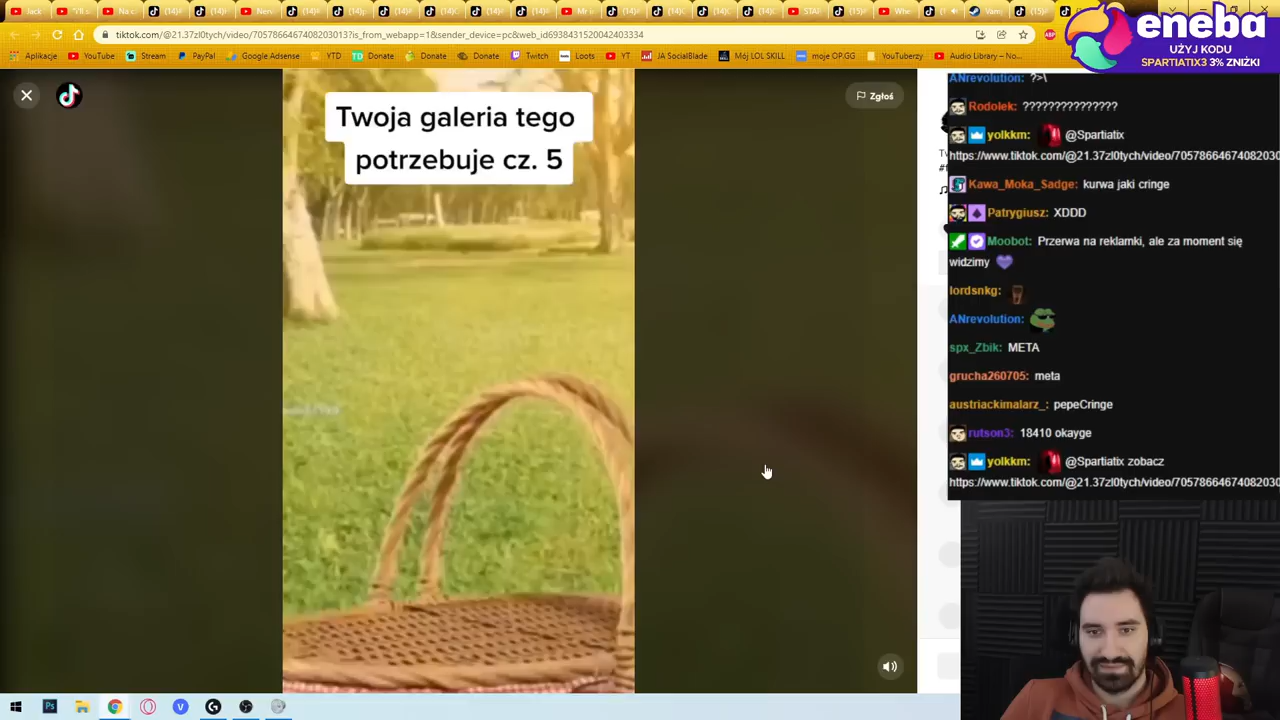 tiktok.com/@21.37zl0tych/video/7057866467408203013?is_from_webapp=1&sender_device=pc&web_id6938431520042403334
Aplikacje YouTube Stream PayPal Google Adsense YTD Donate Donate Donate Twitch Loots YT JA SocialBlade Mój LOL SKILL moje OP.GG YOUTUBECZY Audio Library – No...
eneba
UŻYJ KODU
SPARTIATIX3 3% ZNIŻKI
Zgłoś
Twoja galeria tego
potrzebuje cz. 5
ANrevolution: ?>\
Rodolek: ???????????????
yolkkm: @Spartiatix
https://www.tiktok.com/@21.37zl0tych/video/70578664674082030
Kawa_Moka_Sadge: kurwa jaki cringe
Patrygiusz: XDDD
Moobot: Przerwa na reklamki, ale za moment się
widzimy
lordsnkg:
ANrevolution:
spx_Zbik: META
grucha260705: meta
austriackimalarz_: pepeCringe
rutson3: 18410 okayge
yolkkm: @Spartiatix zobacz
https://www.tiktok.com/@21.37zl0tych/video/70578664674082030